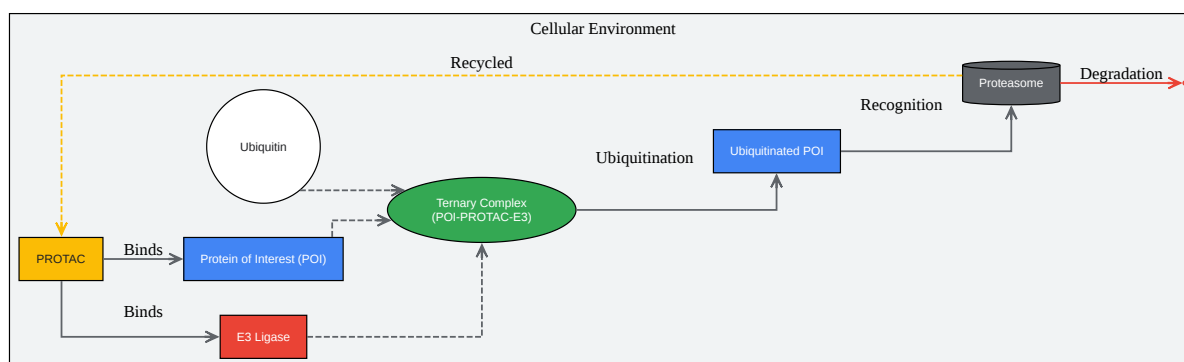 Cellular Environment
Recycled
Proteasome
Degradation
Recognition
Ubiquitin
Ubiquitination
Ubiquitinated POI
Ternary Complex
(POI-PROTAC-E3)
PROTAC
Binds
Protein of Interest (POI)
Binds
E3 Ligase